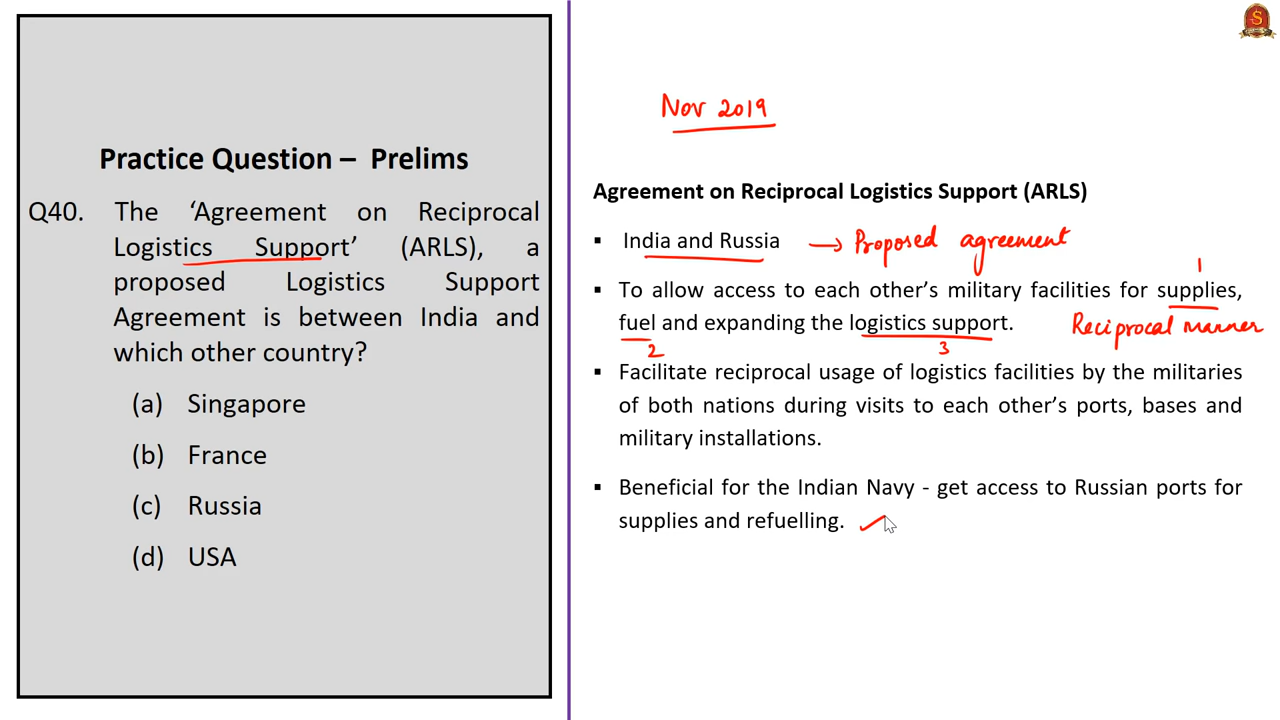 Practice Question – Prelims
Q40. The ‘Agreement on Reciprocal
Logistics Support’ (ARLS), a
proposed Logistics Support
Agreement is between India and
which other country?
(a) Singapore
(b) France
(c) Russia
(d) USA
Nov 2019
Agreement on Reciprocal Logistics Support (ARLS)
▪ India and Russia → Proposed agreement
1
▪ To allow access to each other’s military facilities for supplies,
fuel and expanding the logistics support. Reciprocal manner
2 3
▪ Facilitate reciprocal usage of logistics facilities by the militaries
of both nations during visits to each other’s ports, bases and
military installations.
▪ Beneficial for the Indian Navy - get access to Russian ports for
supplies and refuelling.
S